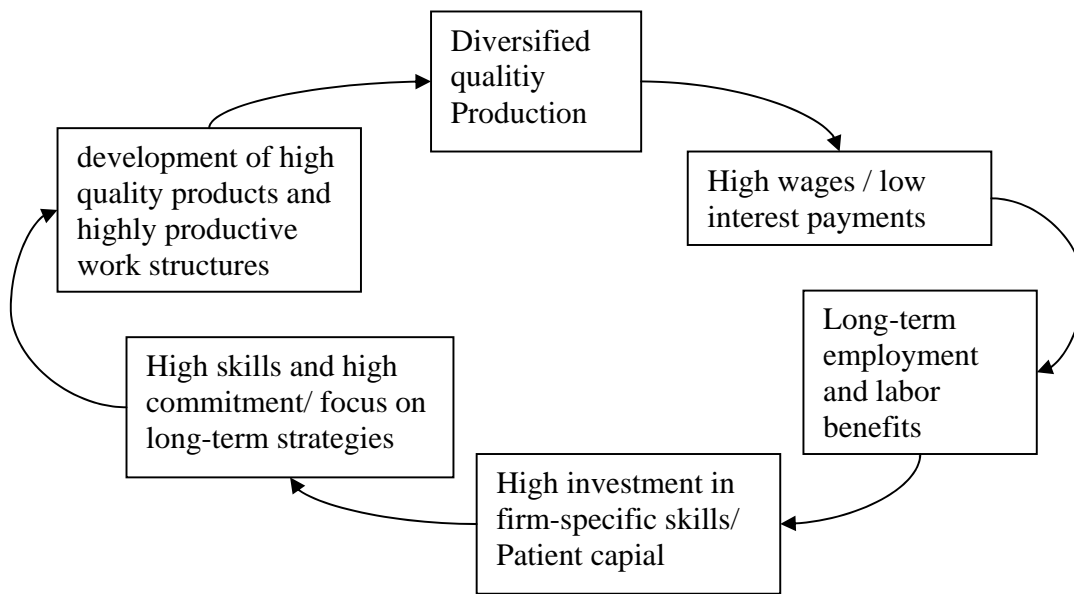 Diversified
qualitiy
Production
High wages / low
interest payments
Long-term
employment
and labor
benefits
High investment in
firm-specific skills/
Patient capial
High skills and high
commitment/ focus on
long-term strategies
development of high
quality products and
highly productive
work structures